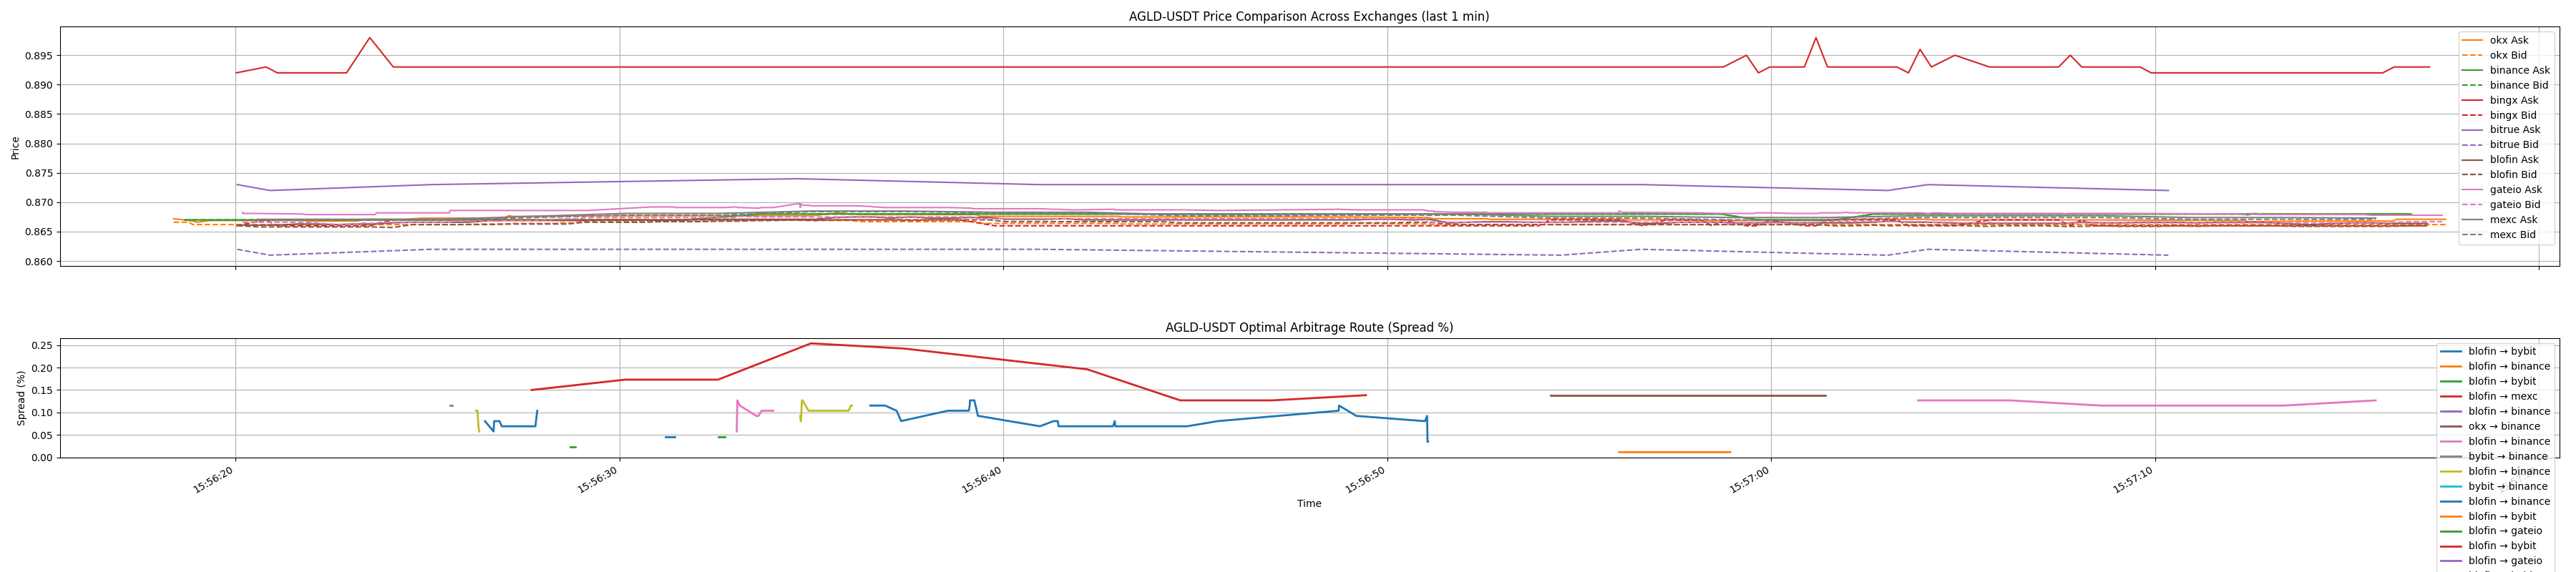 AGLD-USDT Price Comparison Across Exchanges (last 1 min)
Price
0.895
0.890
0.885
0.880
0.875
0.870
0.865
0.860
okx Ask
okx Bid
binance Ask
binance Bid
bingx Ask
bingx Bid
bitrue Ask
bitrue Bid
blofin Ask
blofin Bid
gateio Ask
gateio Bid
mexc Ask
mexc Bid
AGLD-USDT Optimal Arbitrage Route (Spread %)
Spread (%)
0.25
0.20
0.15
0.10
0.05
0.00
blofin → bybit
blofin → binance
blofin → bybit
blofin → mexc
blofin → binance
okx → binance
blofin → binance
bybit → binance
blofin → binance
bybit → binance
blofin → binance
blofin → bybit
blofin → gateio
blofin → bybit
blofin → gateio
15:56:20
15:56:30
15:56:40
15:56:50
15:57:00
15:57:10
Time